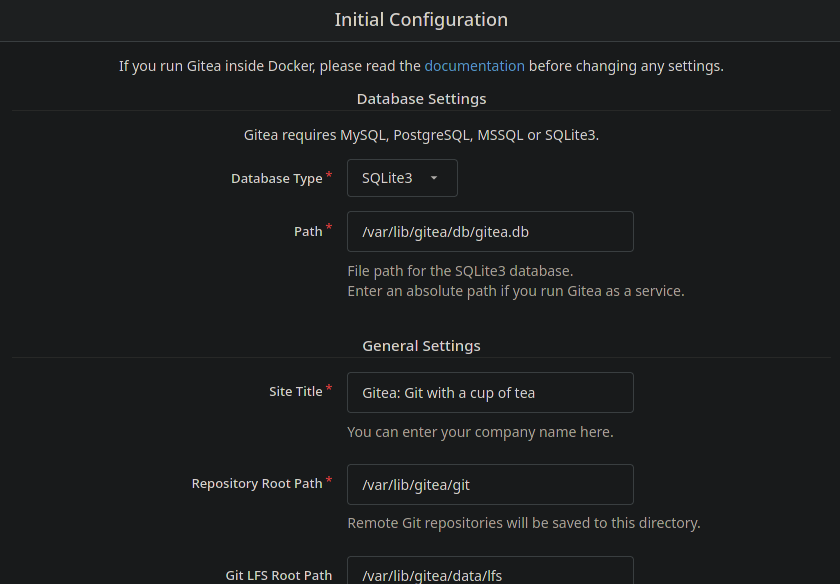 Initial Configuration
If you run Gitea inside Docker, please read the documentation before changing any settings.
Database Settings
Gitea requires MySQL, PostgreSQL, MSSQL or SQLite3.
Database Type *
SQLite3
Path *
/var/lib/gitea/db/gitea.db
File path for the SQLite3 database.
Enter an absolute path if you run Gitea as a service.
General Settings
Site Title *
Gitea: Git with a cup of tea
You can enter your company name here.
Repository Root Path *
/var/lib/gitea/git
Remote Git repositories will be saved to this directory.
Git LFS Root Path
/var/lib/gitea/data/lfs